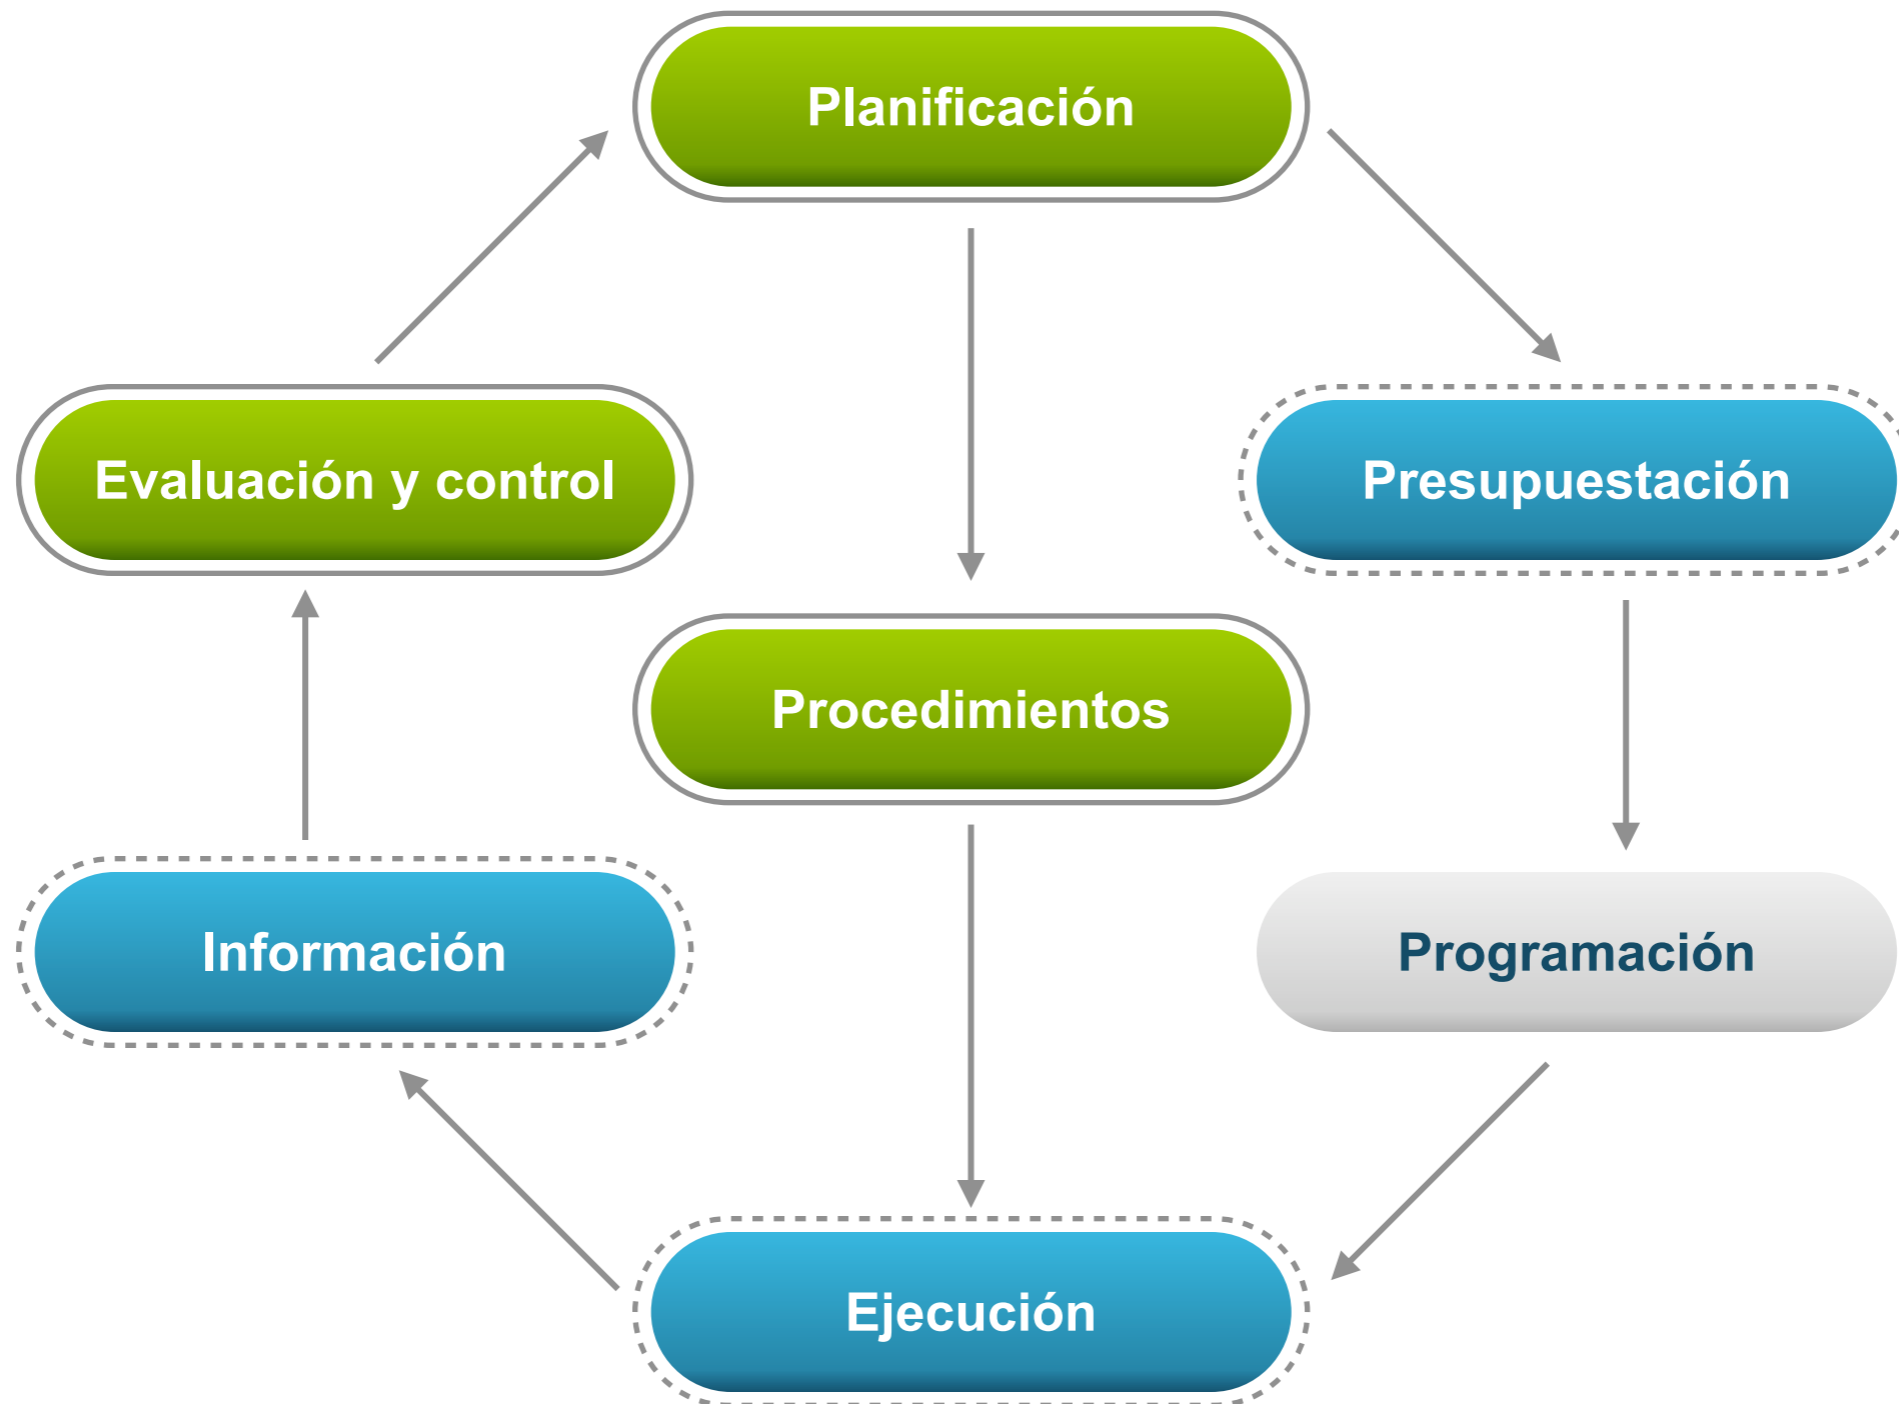 Planificación
Evaluación y control
Presupuestación
Procedimientos
Información
Programación
Ejecución